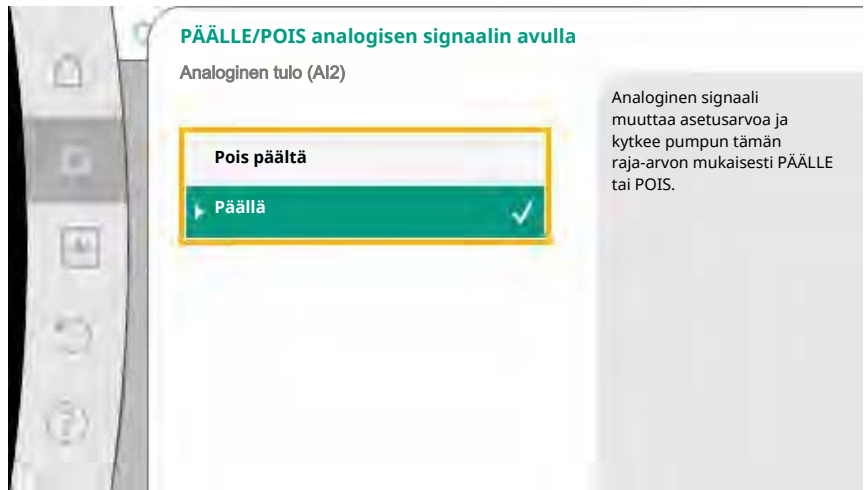 PÄÄLLE/POIS analogisen signaalin avulla
Analoginen tulo (AI2)
Analoginen signaali
muuttaa asetusarvoa ja
kytkee pumpun tämän
raja-arvon mukaisesti PÄÄLLE
tai POIS.
Pois päältä
Päällä